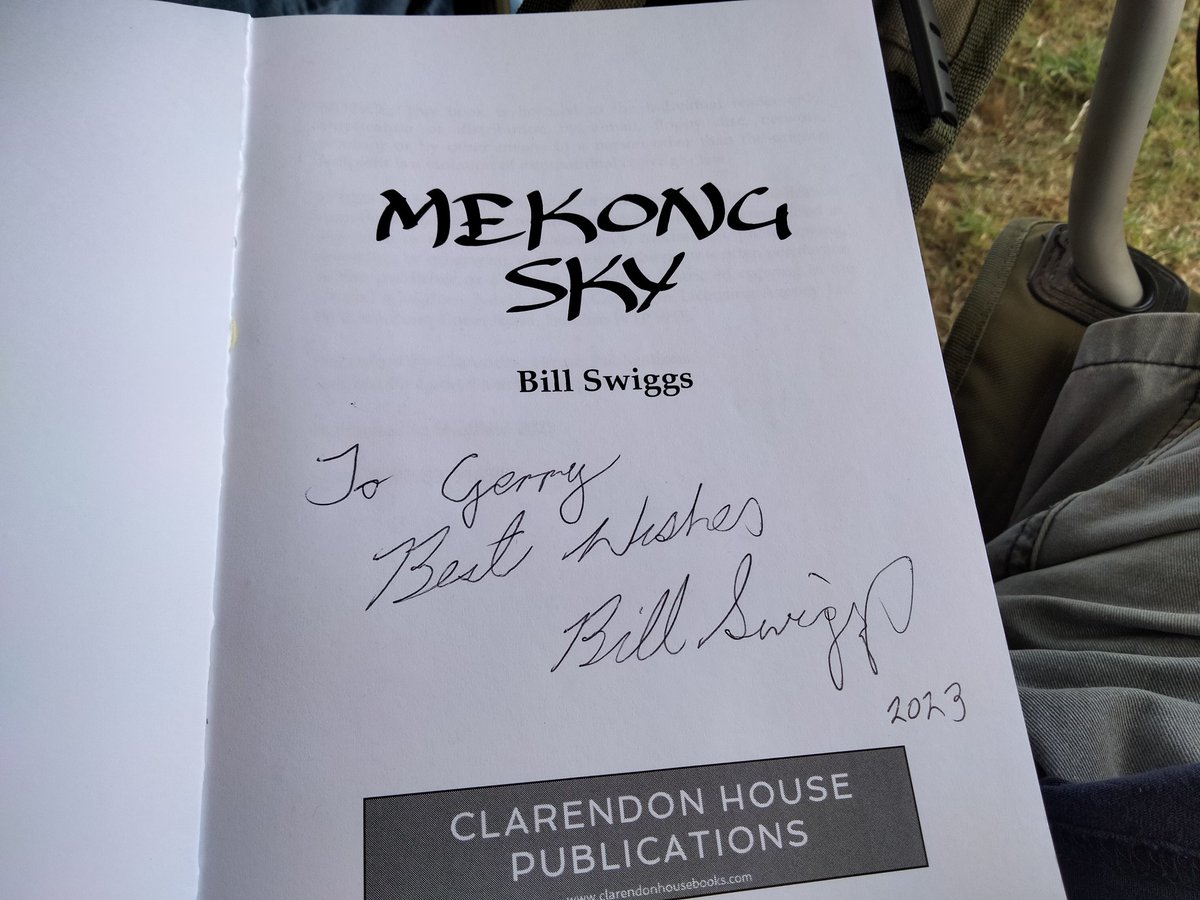 MEKONG
SKY
Bill Swiggs
To Gerry
Best Wishes
Bill Swiggs
2023
CLARENDON HOUSE
PUBLICATIONS
www.clarendonhousebooks.com